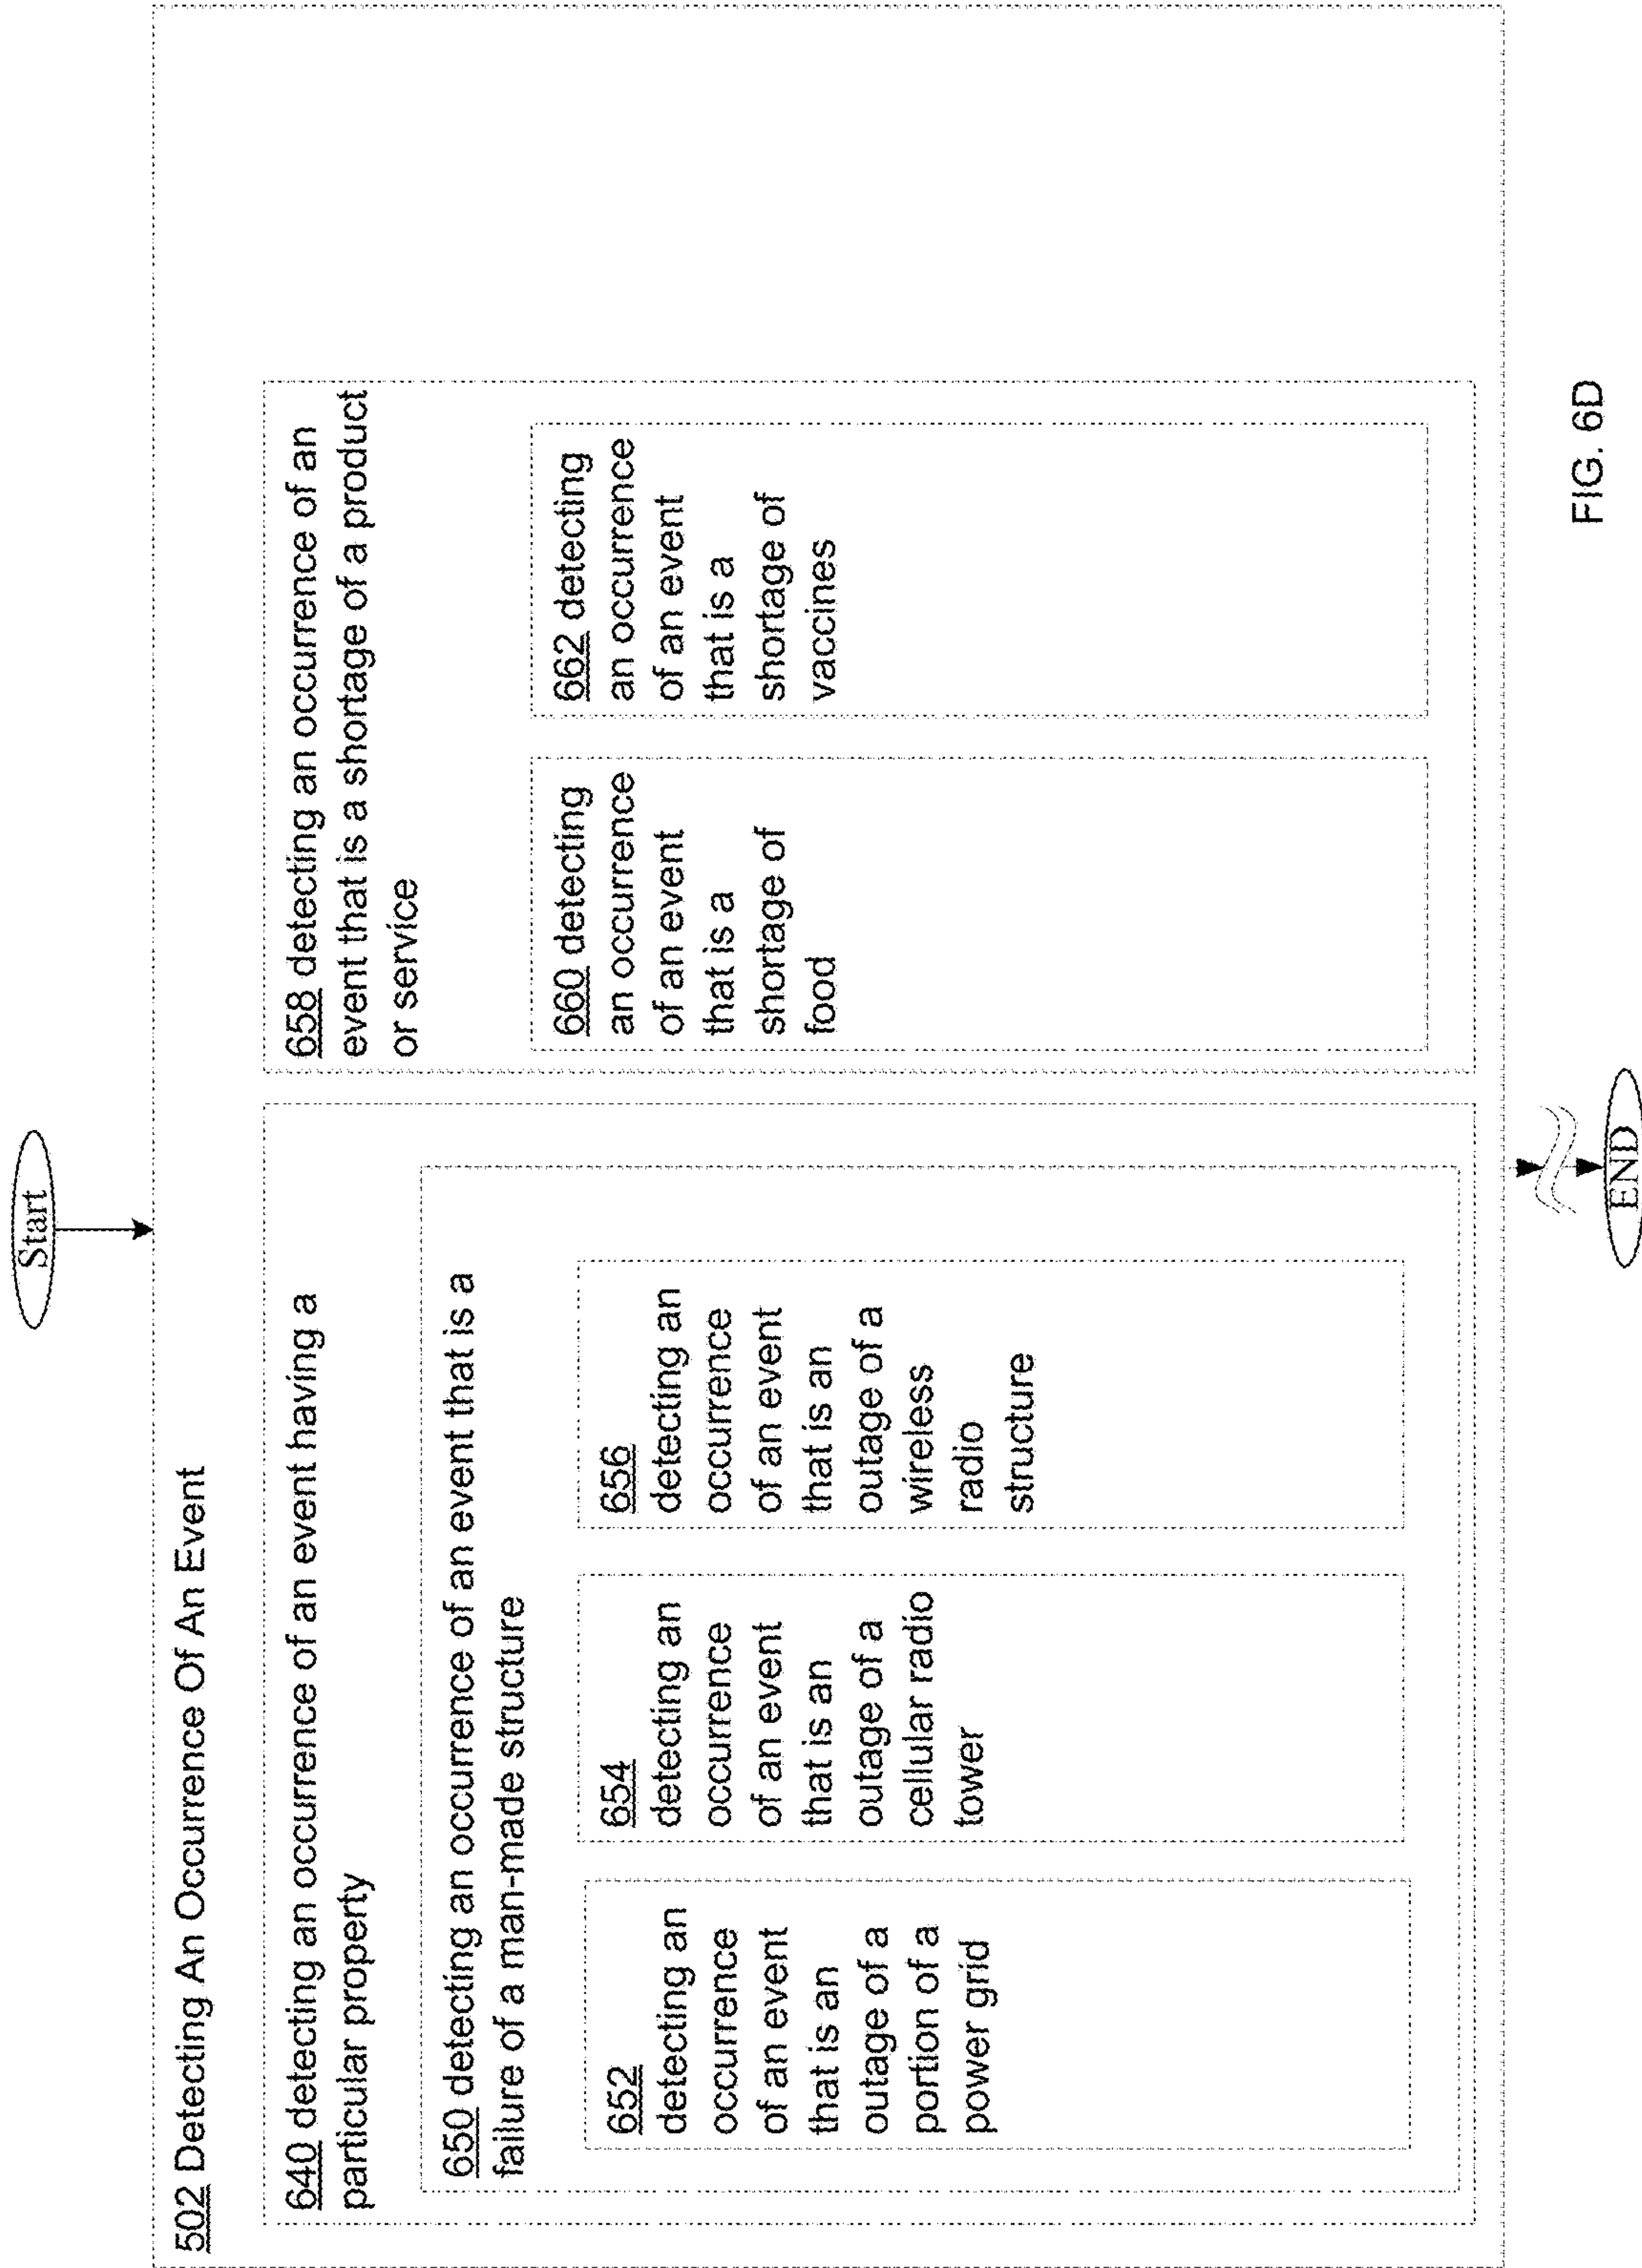 Start
502 Detecting An Occurrence Of An Event
640 detecting an occurrence of an event having a
particular property
650 detecting an occurrence of an event that is a
failure of a man-made structure
652
detecting an
occurrence
of an event
that is an
outage of a
portion of a
power grid
654
detecting an
occurrence
of an event
that is an
outage of a
cellular radio
tower
656
detecting an
occurrence
of an event
that is an
outage of a
wireless
radio
structure
658 detecting an occurrence of an
event that is a shortage of a product
or service
660 detecting
an occurrence
of an event
that is a
shortage of
food
662 detecting
an occurrence
of an event
that is a
shortage of
vaccines
END
FIG. 6D